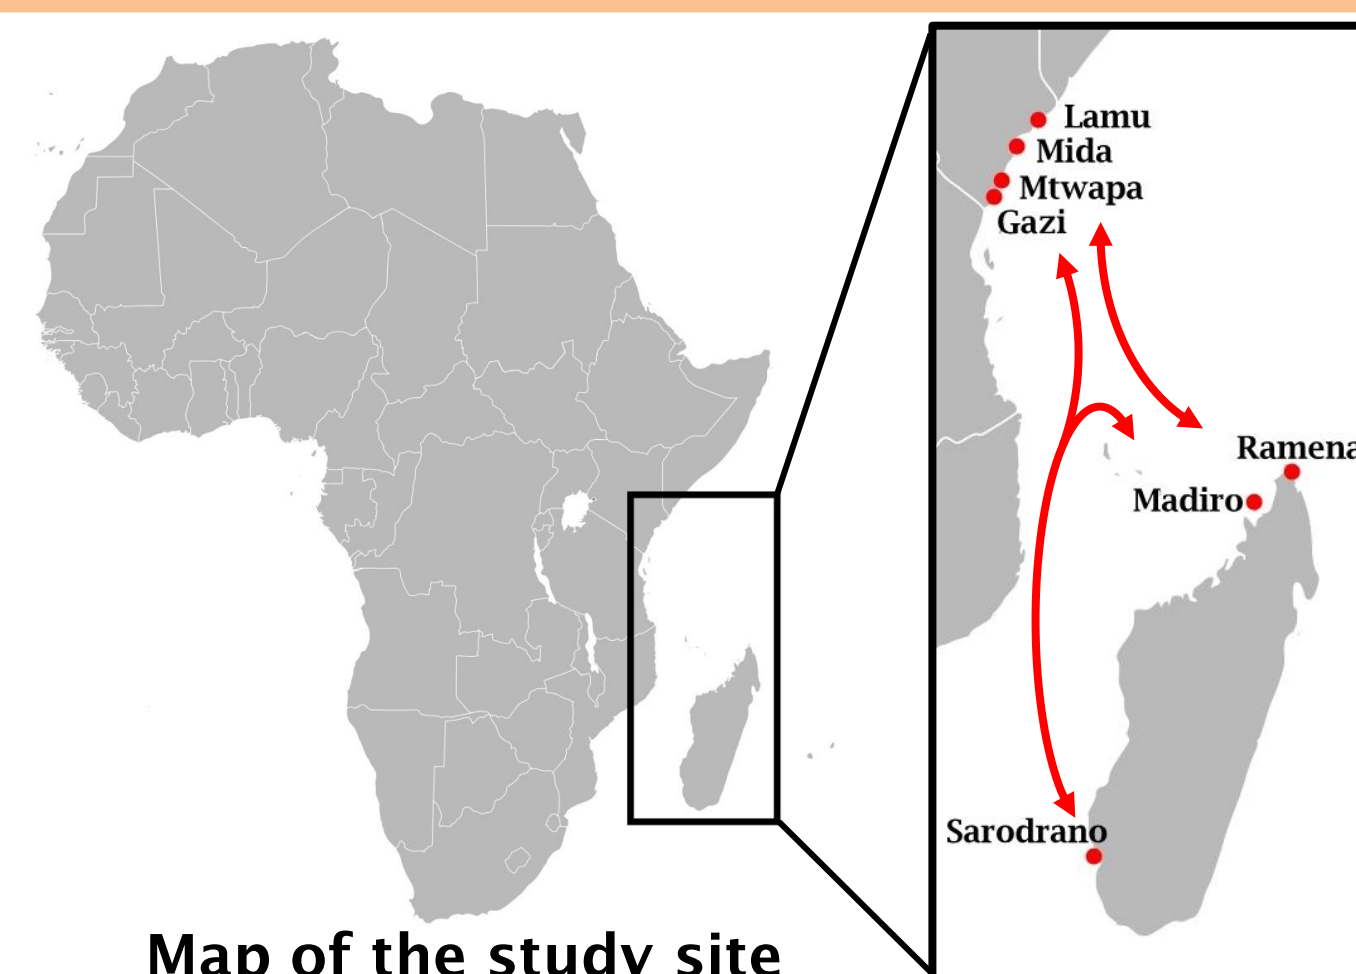 Lamu
Mida
Mtwapa
Gazi
Ramena
Madiro
Sarodrano
Map of the study site